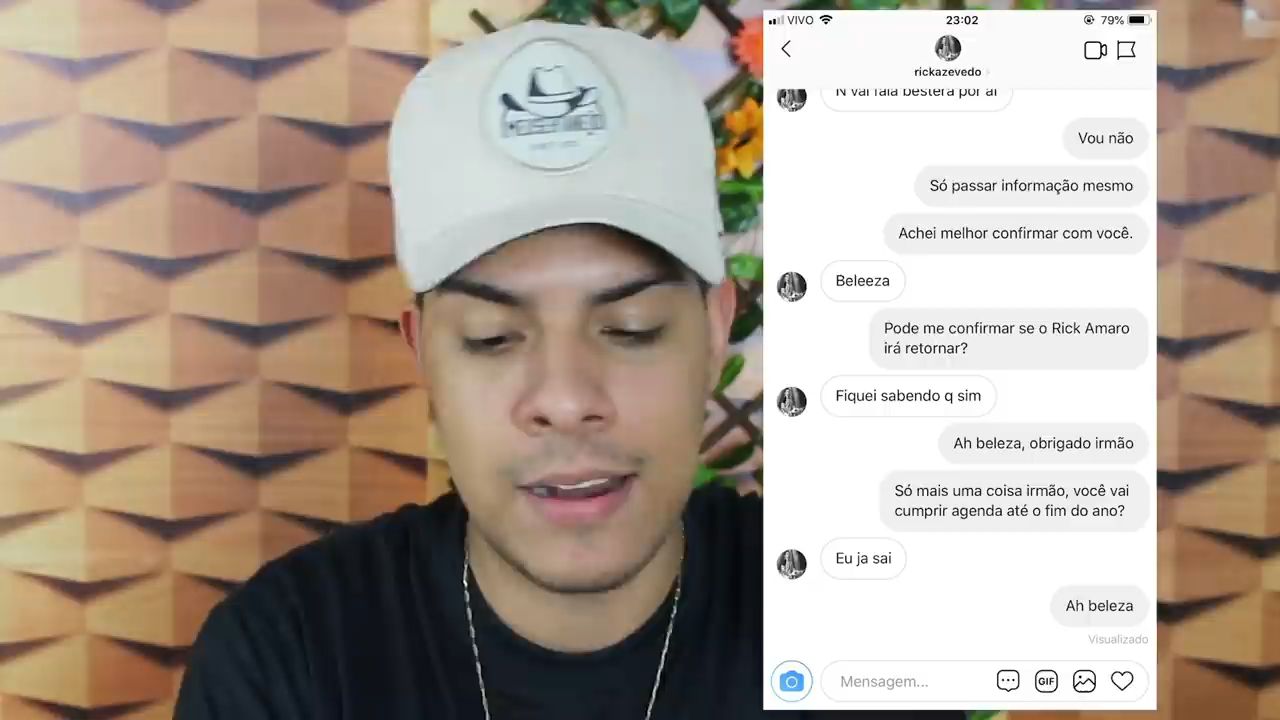 VIVO
23:02
79%
rickazevedo
N vai fala bestera por ai
Vou não
Só passar informação mesmo
Achei melhor confirmar com você.
Beleeza
Pode me confirmar se o Rick Amaro
irá retornar?
Fiquei sabendo q sim
Ah beleza, obrigado irmão
Só mais uma coisa irmão, você vai
cumprir agenda até o fim do ano?
Eu ja sai
Ah beleza
Visualizado
Mensagem...
GIF